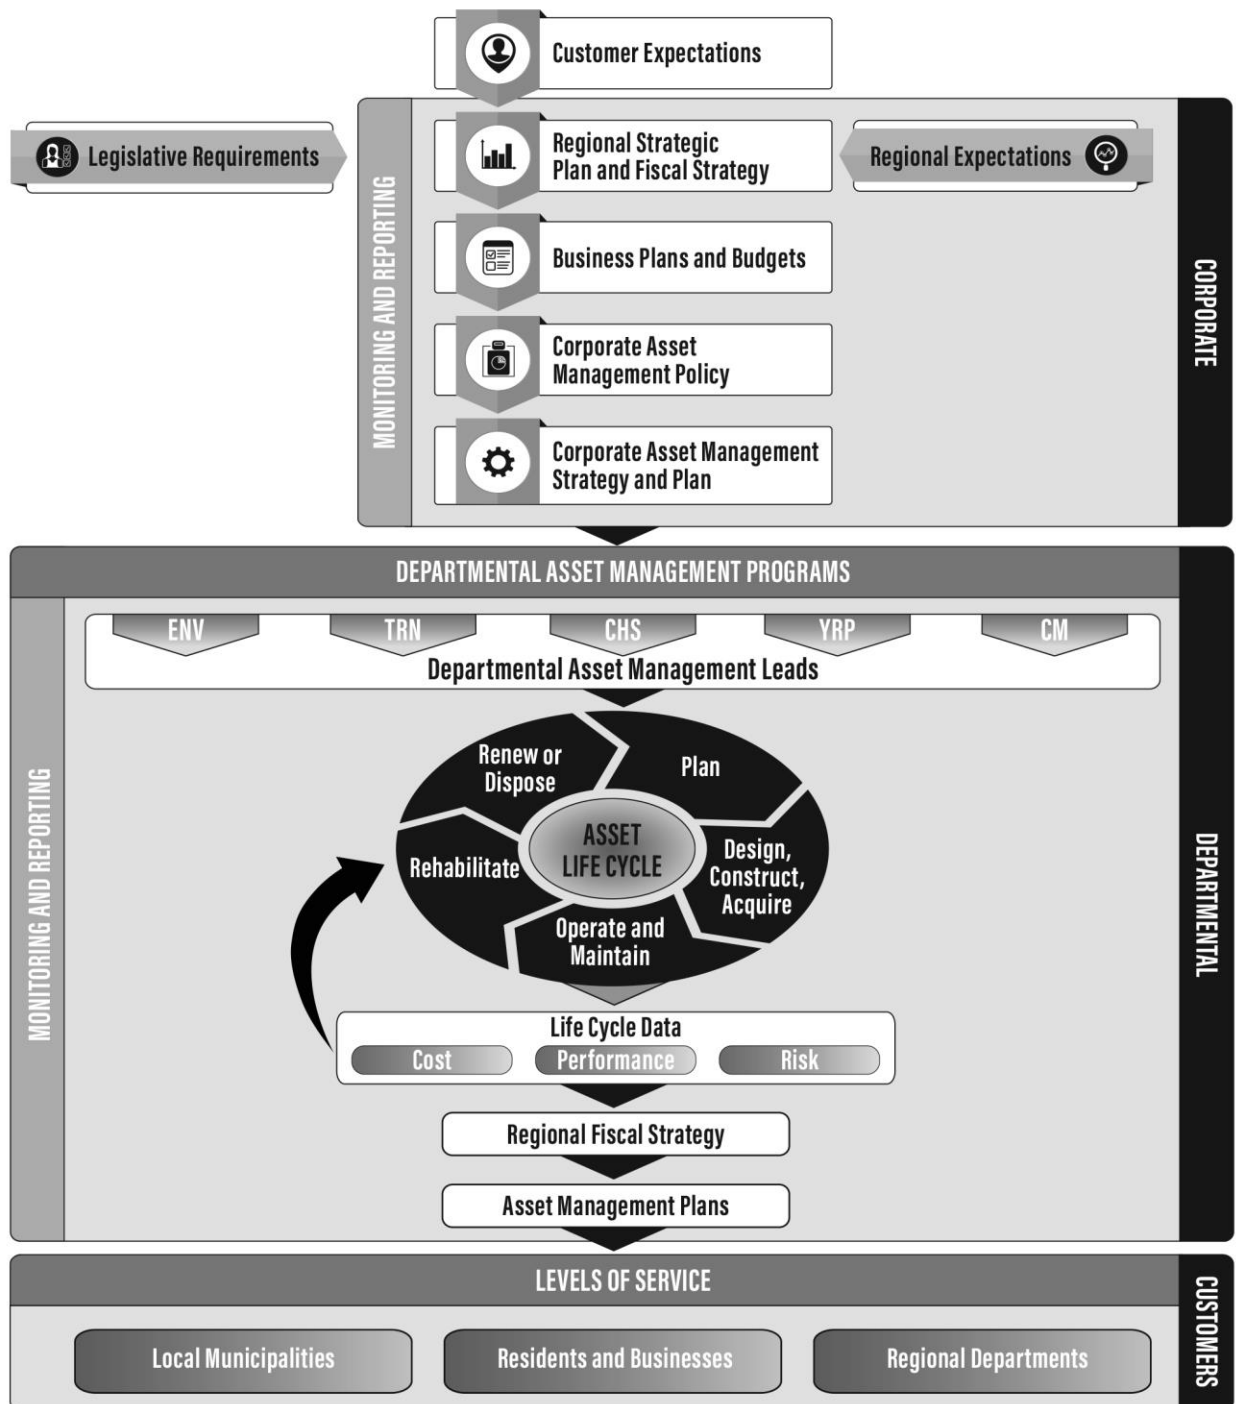 Customer Expectations
Legislative Requirements
Regional Strategic
Plan and Fiscal Strategy
Regional Expectations
MONITORING AND REPORTING
Business Plans and Budgets
CORPORATE
Corporate Asset
Management Policy
Corporate Asset Management
Strategy and Plan
DEPARTMENTAL ASSET MANAGEMENT PROGRAMS
ENV
TRN
CHS
YRP
CM
Departmental Asset Management Leads
MONITORING AND REPORTING
DEPARTMENTAL
Renew or
Dispose
Plan
ASSET
LIFE CYCLE
Rehabilitate
Design,
Construct,
Acquire
Operate and
Maintain
Life Cycle Data
Cost
Performance
Risk
Regional Fiscal Strategy
Asset Management Plans
LEVELS OF SERVICE
CUSTOMERS
Local Municipalities
Residents and Businesses
Regional Departments